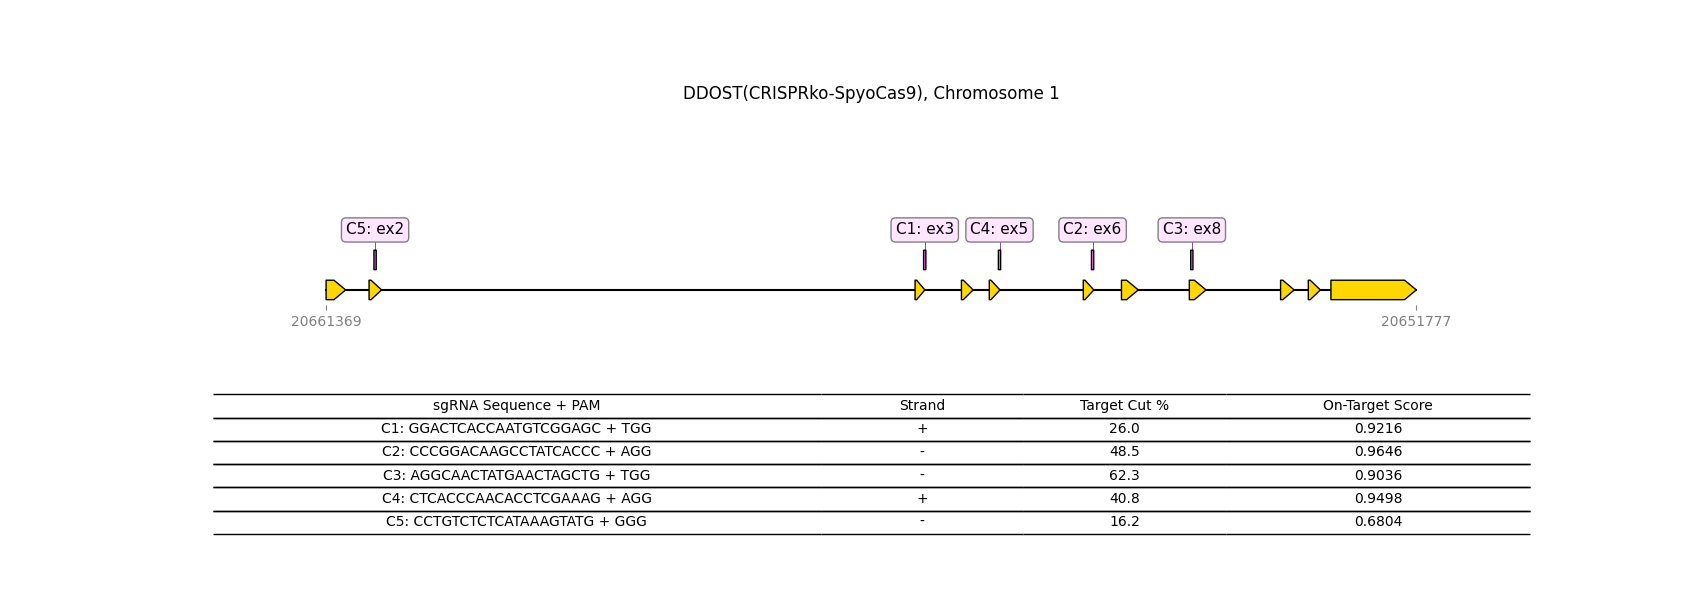 DDOST(CRISPRko-SpyoCas9), Chromosome 1
C5: ex2 C1: ex3 C4: ex5 C2: ex6 C3: ex8
20661369 20651777
sgRNA Sequence + PAM Strand Target Cut % On-Target Score
C1: GGACTCACCAATGTCGGAGC + TGG + 26.0 0.9216
C2: CCCGGACAAGCCTATCACCC + AGG - 48.5 0.9646
C3: AGGCAACTATGAACTAGCTG + TGG - 62.3 0.9036
C4: CTCACCCAACACCTCGAAAG + AGG + 40.8 0.9498
C5: CCTGTCTCTCATAAAGTATG + GGG - 16.2 0.6804